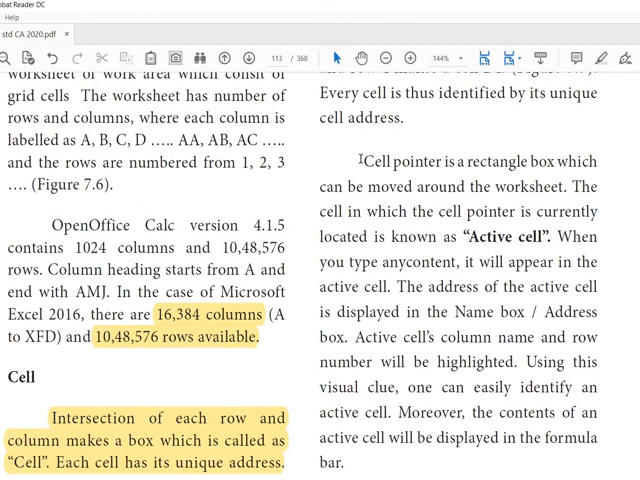 obat Reader DC
Help
std CA 2020.pdf ×
113 / 368
144%
worksheet or work area which consit of
grid cells The worksheet has number of
rows and columns, where each column is
labelled as A, B, C, D ….. AA, AB, AC …..
and the rows are numbered from 1, 2, 3
…. (Figure 7.6).
OpenOffice Calc version 4.1.5
contains 1024 columns and 10,48,576
rows. Column heading starts from A and
end with AMJ. In the case of Microsoft
Excel 2016, there are 16,384 columns (A
to XFD) and 10,48,576 rows available.
Cell
Intersection of each row and
column makes a box which is called as
“Cell”. Each cell has its unique address.
Every cell is thus identified by its unique
cell address.
Cell pointer is a rectangle box which
can be moved around the worksheet. The
cell in which the cell pointer is currently
located is known as “Active cell”. When
you type anycontent, it will appear in the
active cell. The address of the active cell
is displayed in the Name box / Address
box. Active cell’s column name and row
number will be highlighted. Using this
visual clue, one can easily identify an
active cell. Moreover, the contents of an
active cell will be displayed in the formula
bar.